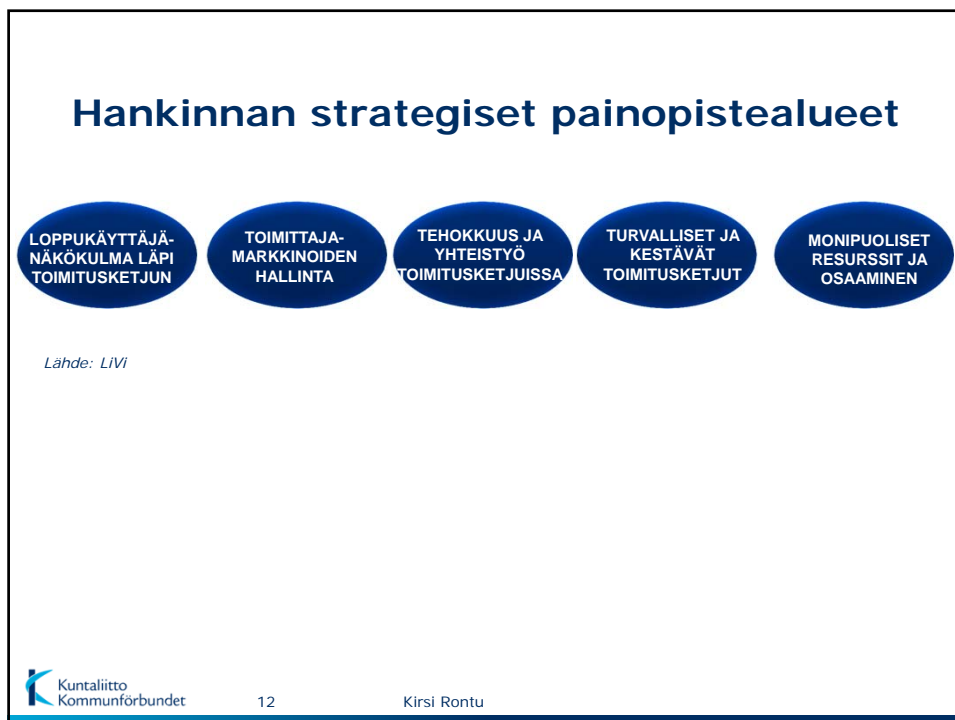 Hankinnan strategiset painopistealueet
LOPPUKÄYTTÄJÄ-
NÄKÖKULMA LÄPI
TOIMITUSKETJUN
TOIMITTAJA-
MARKKINOIDEN
HALLINTA
TEHOKKUUS JA
YHTEISTYÖ
TOIMITUSKETJUISSA
TURVALLISET JA
KESTÄVÄT
TOIMITUSKETJUT
MONIPUOLISET
RESURSSIT JA
OSAAMINEN
Lähde: LiVi
Kuntaliitto
Kommunförbundet
12
Kirsi Rontu